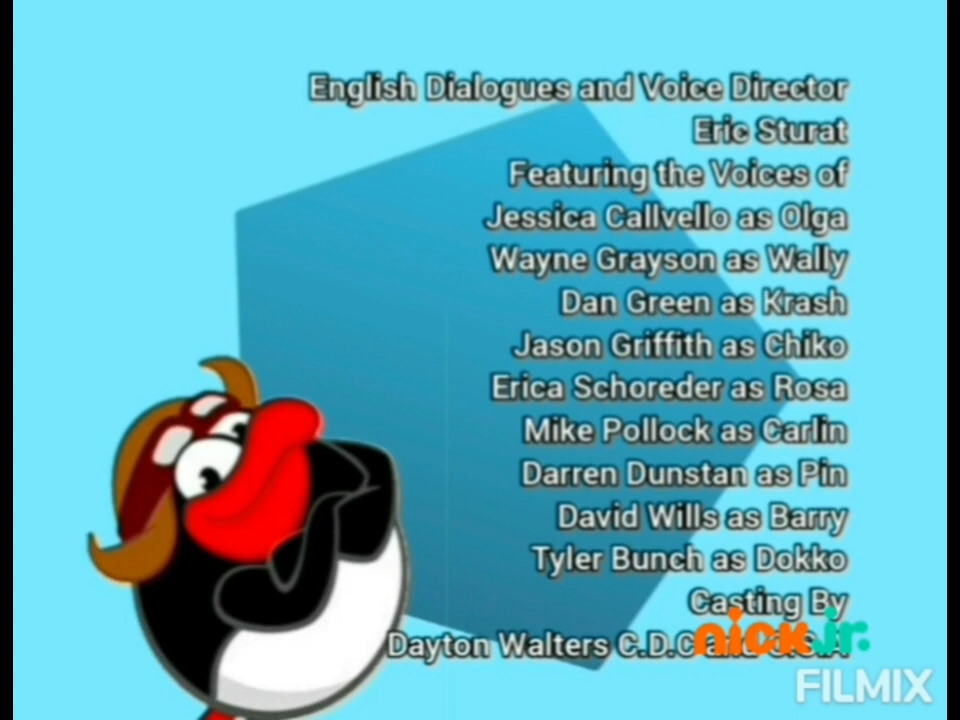 English Dialogues and Voice Director
Eric Sturat
Featuring the Voices of
Jessica Callvello as Olga
Wayne Grayson as Wally
Dan Green as Krash
Jason Griffith as Chiko
Erica Schoreder as Rosa
Mike Pollock as Carlin
Darren Dunstan as Pin
David Wills as Barry
Tyler Bunch as Dokko
Casting By
Dayton Walters C.D.C and
nick jr.
FILMIX